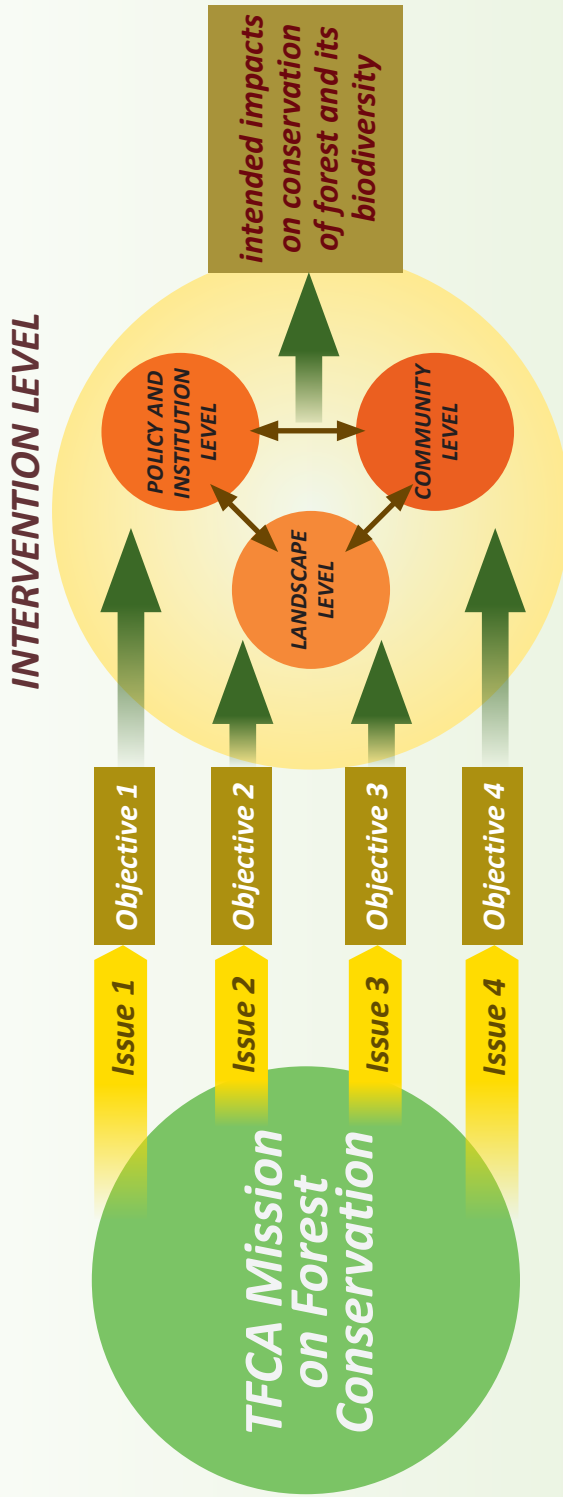 INTERVENTION LEVEL
TFCA Mission
on Forest
Conservation
Issue 1
Objective 1
Issue 2
Objective 2
Issue 3
Objective 3
Issue 4
Objective 4
POLICY AND
INSTITUTION
LEVEL
LANDSCAPE
LEVEL
COMMUNITY
LEVEL
intended impacts
on conservation
of forest and its
biodiversity